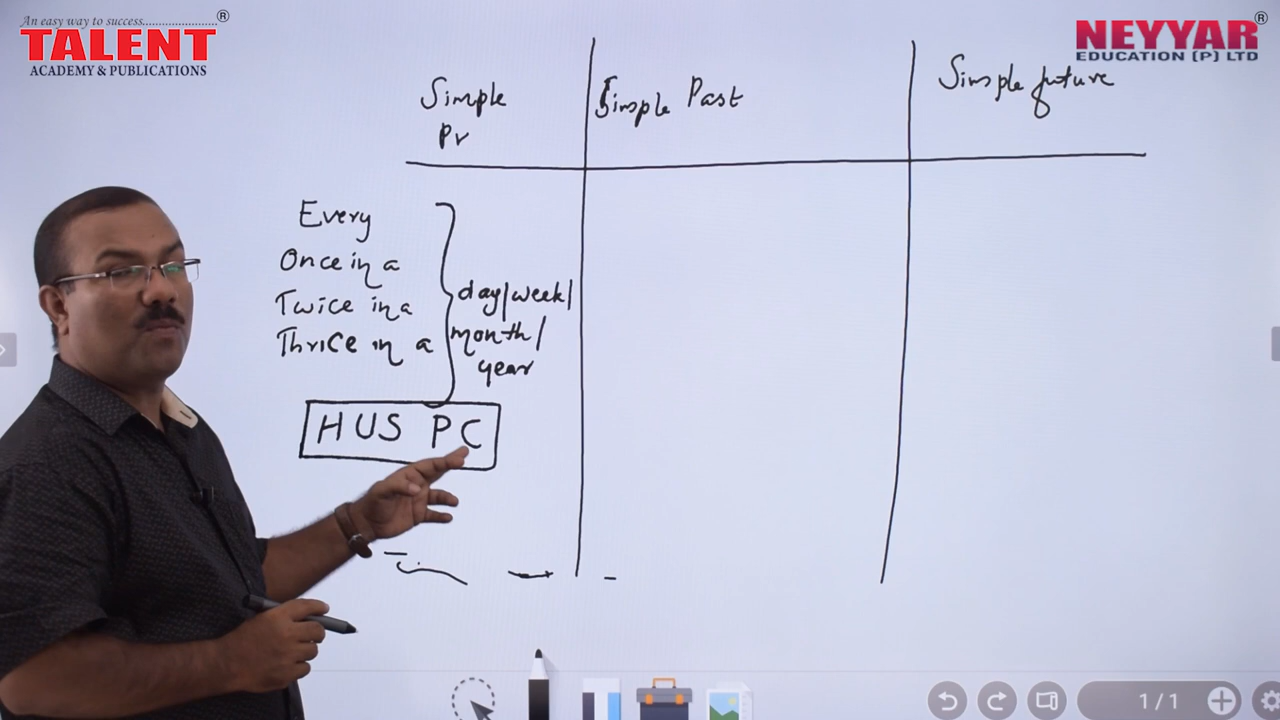 An easy way to success........................®
TALENT
ACADEMY & PUBLICATIONS
NEYYAR®
EDUCATION (P) LTD
Simple
Pr
Simple Past
Simple future
Every
Once in a
Twice in a
Thrice in a
day/week/
month/
year
HUS PC
1/1